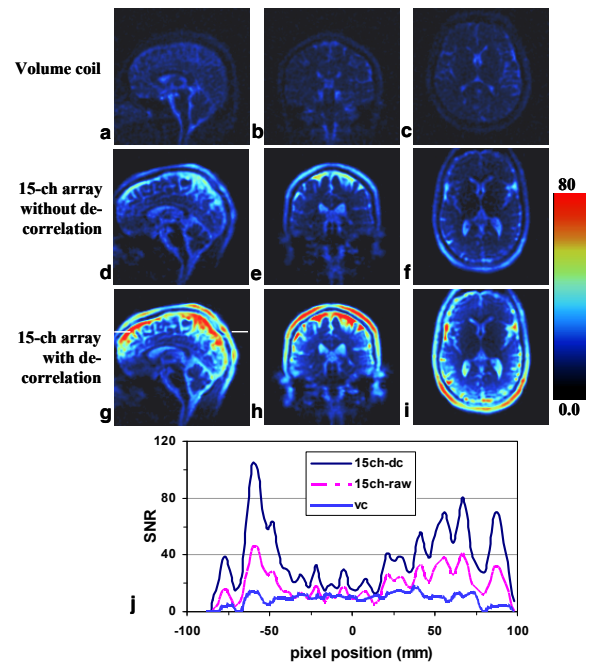 Volume coil
a
b
c
15-ch array
without de-
correlation
d
e
f
80
15-ch array
with de-
correlation
g
h
i
0.0
120
80
40
0
SNR
15ch-dc
15ch-raw
vc
j
-100
-50
0
50
100
pixel position (mm)